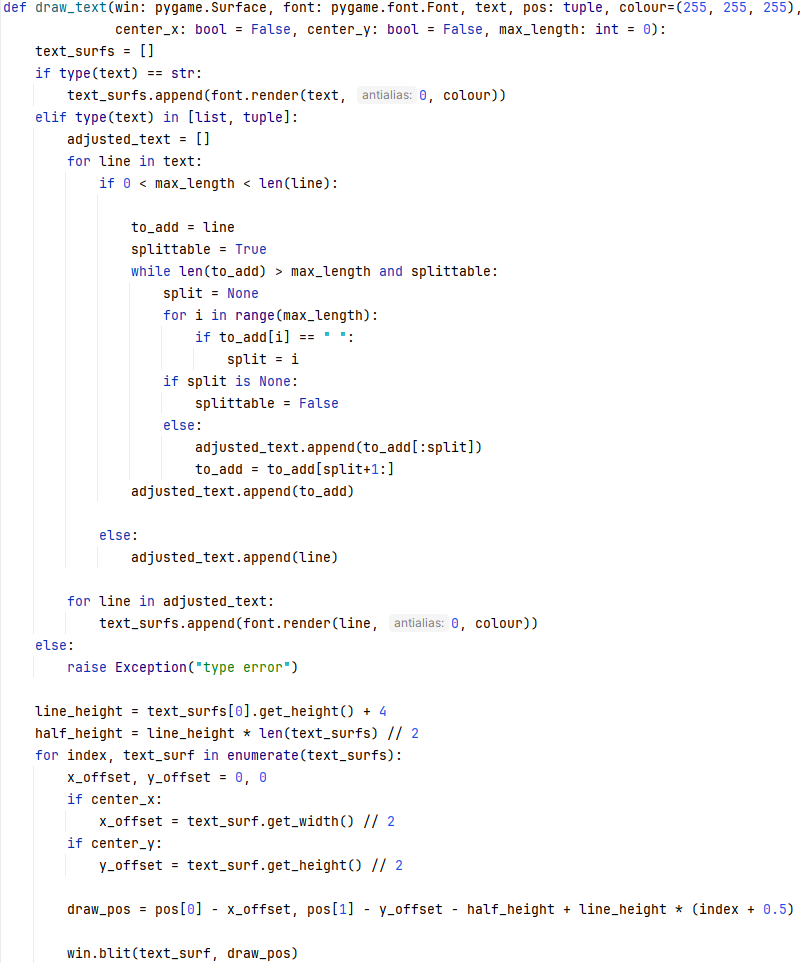 def draw_text(win: pygame.Surface, font: pygame.font.Font, text, pos: tuple, colour=(255, 255, 255),
              center_x: bool = False, center_y: bool = False, max_length: int = 0):
    text_surfs = []
    if type(text) == str:
        text_surfs.append(font.render(text, antialias: 0, colour))
    elif type(text) in [list, tuple]:
        adjusted_text = []
        for line in text:
            if 0 < max_length < len(line):

                to_add = line
                splittable = True
                while len(to_add) > max_length and splittable:
                    split = None
                    for i in range(max_length):
                        if to_add[i] == " ":
                            split = i
                    if split is None:
                        splittable = False
                    else:
                        adjusted_text.append(to_add[:split])
                        to_add = to_add[split+1:]
                adjusted_text.append(to_add)

            else:
                adjusted_text.append(line)

        for line in adjusted_text:
            text_surfs.append(font.render(line, antialias: 0, colour))
    else:
        raise Exception("type error")

    line_height = text_surfs[0].get_height() + 4
    half_height = line_height * len(text_surfs) // 2
    for index, text_surf in enumerate(text_surfs):
        x_offset, y_offset = 0, 0
        if center_x:
            x_offset = text_surf.get_width() // 2
        if center_y:
            y_offset = text_surf.get_height() // 2

        draw_pos = pos[0] - x_offset, pos[1] - y_offset - half_height + line_height * (index + 0.5)

        win.blit(text_surf, draw_pos)